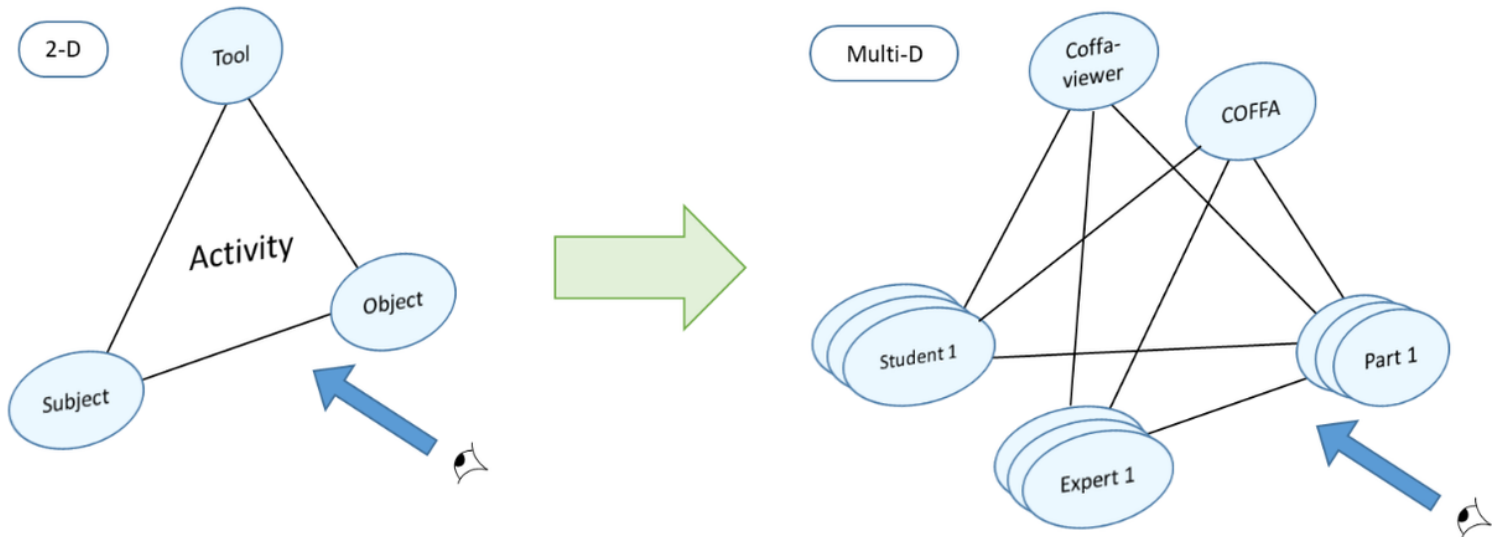 2-D
Tool
Activity
Object
Subject
Multi-D
Coffa-
viewer
COFFA
Student 1
Part 1
Expert 1